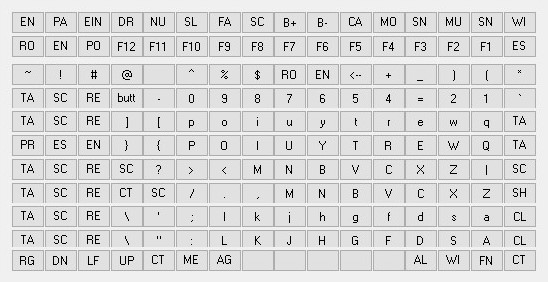 EN PA EIN DR NU SL FA SC B+ B- CA MO SN MU SN WI
RO EN PO F12 F11 F10 F9 F8 F7 F6 F5 F4 F3 F2 F1 ES
~ ! # @ ^ % $ RO EN <-- + _ ) ( *
TA SC RE butt - 0 9 8 7 6 5 4 = 2 1 `
TA SC RE ] [ p o i u y t r e w q TA
PR ES EN } { P O I U Y T R E W Q TA
TA SC RE SC ? > < M N B V C X Z | SC
TA SC RE CT SC / . , M N B V C X Z SH
TA SC RE \ ' ; l k j h g f d s a CL
TA SC RE \ " : L K J H G F D S A CL
RG DN LF UP CT ME AG AL WI FN CT